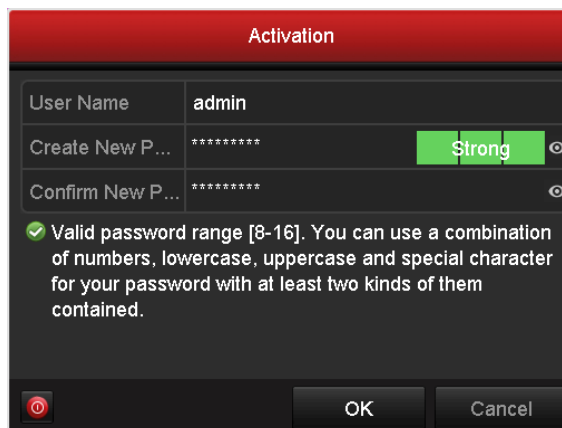 Activation
User Name admin
Create New P... ********* Strong
Confirm New P... *********
Valid password range [8-16]. You can use a combination
of numbers, lowercase, uppercase and special character
for your password with at least two kinds of them
contained.
OK Cancel